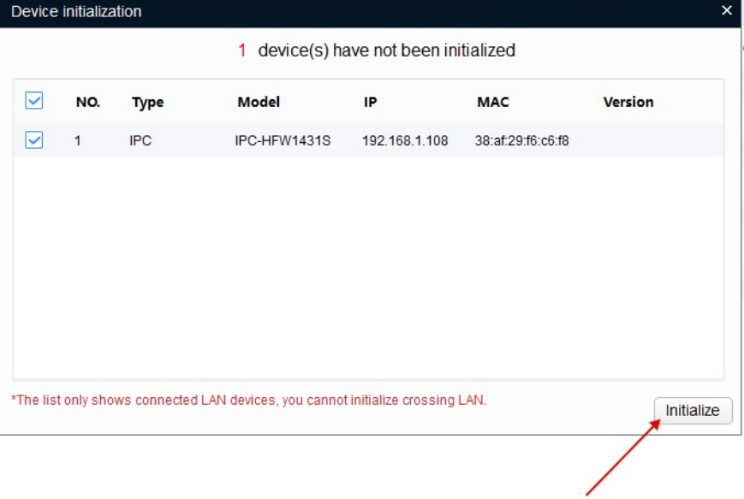 Device initialization
1 device(s) have not been initialized
NO. Type Model IP MAC Version
1 IPC IPC-HFW1431S 192.168.1.108 38:af:29:f6:c6:f8
*The list only shows connected LAN devices, you cannot initialize crossing LAN.
Initialize